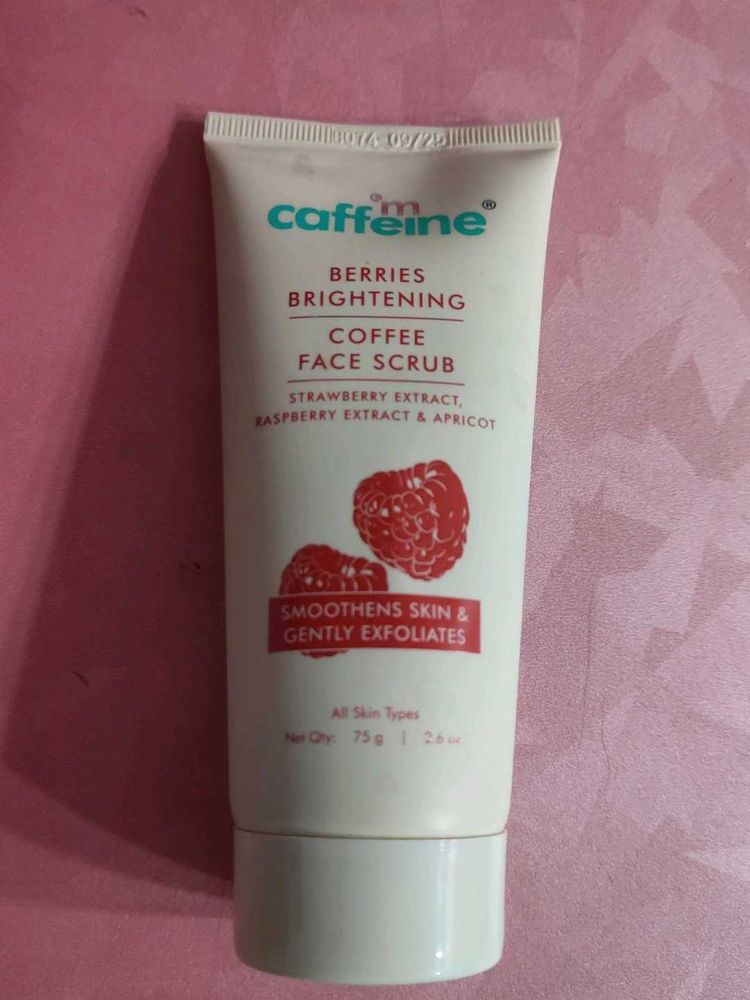 m
caffeine®
BERRIES
BRIGHTENING
COFFEE
FACE SCRUB
STRAWBERRY EXTRACT,
RASPBERRY EXTRACT & APRICOT
SMOOTHENS SKIN &
GENTLY EXFOLIATES
All Skin Types
Net Qty: 75 g | 2.6 oz